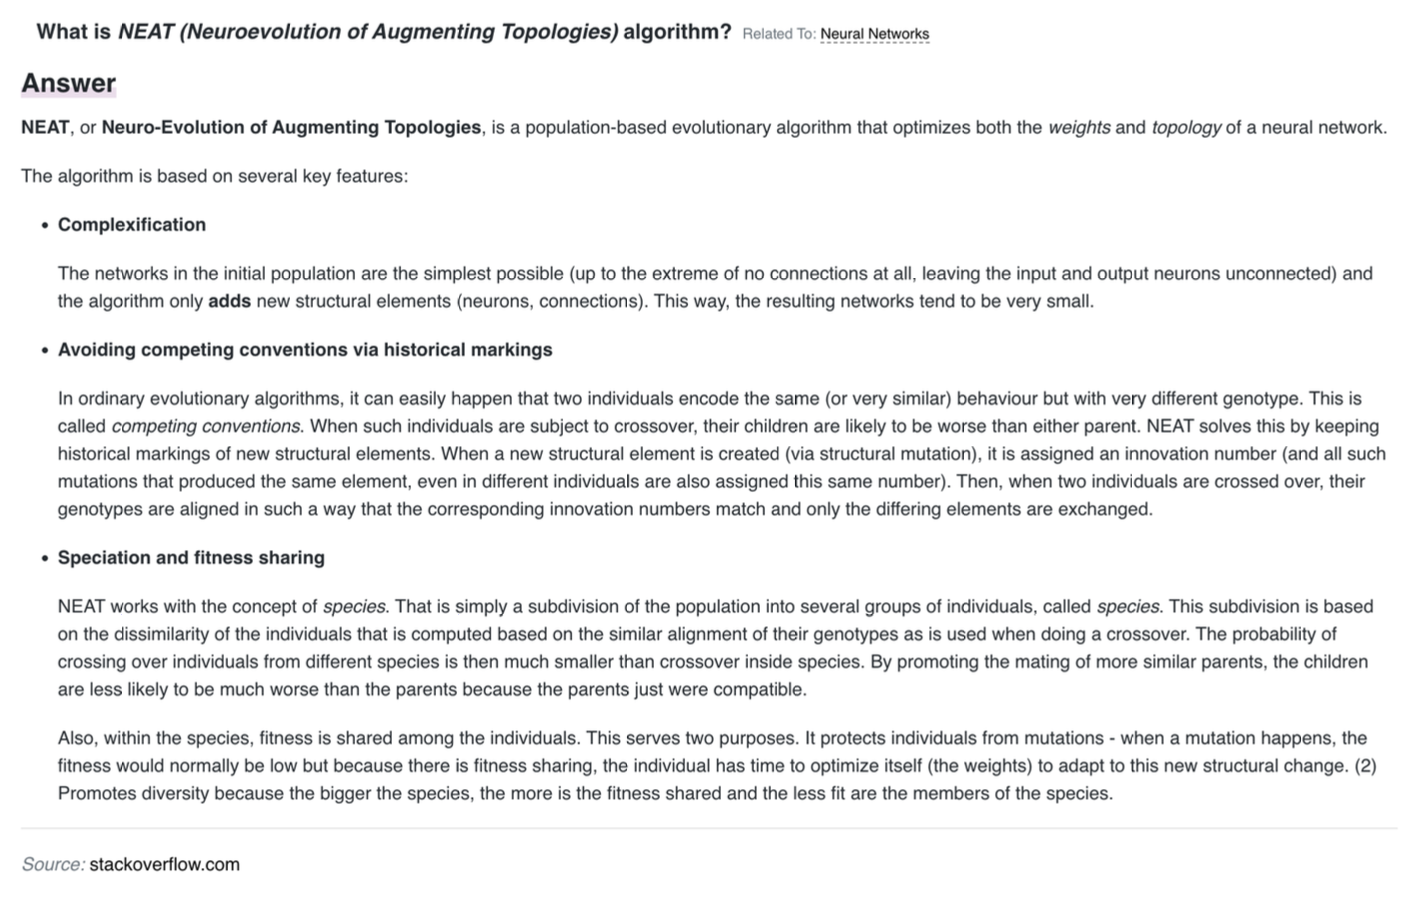 What is NEAT (Neuroevolution of Augmenting Topologies) algorithm? Related To: Neural Networks
Answer
NEAT, or Neuro-Evolution of Augmenting Topologies, is a population-based evolutionary algorithm that optimizes both the weights and topology of a neural network.
The algorithm is based on several key features:
• Complexification
The networks in the initial population are the simplest possible (up to the extreme of no connections at all, leaving the input and output neurons unconnected) and
the algorithm only adds new structural elements (neurons, connections). This way, the resulting networks tend to be very small.
• Avoiding competing conventions via historical markings
In ordinary evolutionary algorithms, it can easily happen that two individuals encode the same (or very similar) behaviour but with very different genotype. This is
called competing conventions. When such individuals are subject to crossover, their children are likely to be worse than either parent. NEAT solves this by keeping
historical markings of new structural elements. When a new structural element is created (via structural mutation), it is assigned an innovation number (and all such
mutations that produced the same element, even in different individuals are also assigned this same number). Then, when two individuals are crossed over, their
genotypes are aligned in such a way that the corresponding innovation numbers match and only the differing elements are exchanged.
• Speciation and fitness sharing
NEAT works with the concept of species. That is simply a subdivision of the population into several groups of individuals, called species. This subdivision is based
on the dissimilarity of the individuals that is computed based on the similar alignment of their genotypes as is used when doing a crossover. The probability of
crossing over individuals from different species is then much smaller than crossover inside species. By promoting the mating of more similar parents, the children
are less likely to be much worse than the parents because the parents just were compatible.
Also, within the species, fitness is shared among the individuals. This serves two purposes. It protects individuals from mutations - when a mutation happens, the
fitness would normally be low but because there is fitness sharing, the individual has time to optimize itself (the weights) to adapt to this new structural change. (2)
Promotes diversity because the bigger the species, the more is the fitness shared and the less fit are the members of the species.
Source: stackoverflow.com